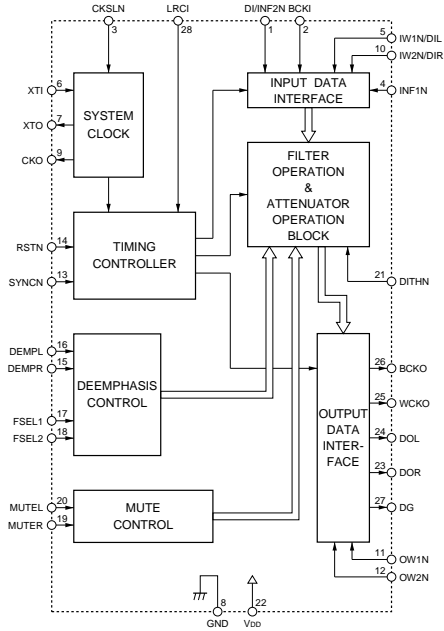 CKSLN LRCI DI/INF2N BCKI
3 28 1 2
5 IW1N/DIL
10 IW2N/DIR
XTI 6
4 INF1N
INPUT DATA
INTERFACE
SYSTEM
CLOCK
XTO 7
CKO 9
FILTER
OPERATION
&
ATTENUATOR
OPERATION
BLOCK
RSTN 14
TIMING
CONTROLLER
SYNCN 13
21
DITHN
DEMPL 16
DEMPR 15
DEEMPHASIS
CONTROL
FSEL1 17
FSEL2 18
26 BCKO
25 WCKO
OUTPUT
DATA
INTER-
FACE
24 DOL
23 DOR
27 DG
MUTEL 20
MUTER 19
MUTE
CONTROL
11 OW1N
12 OW2N
8 22
GND VDD